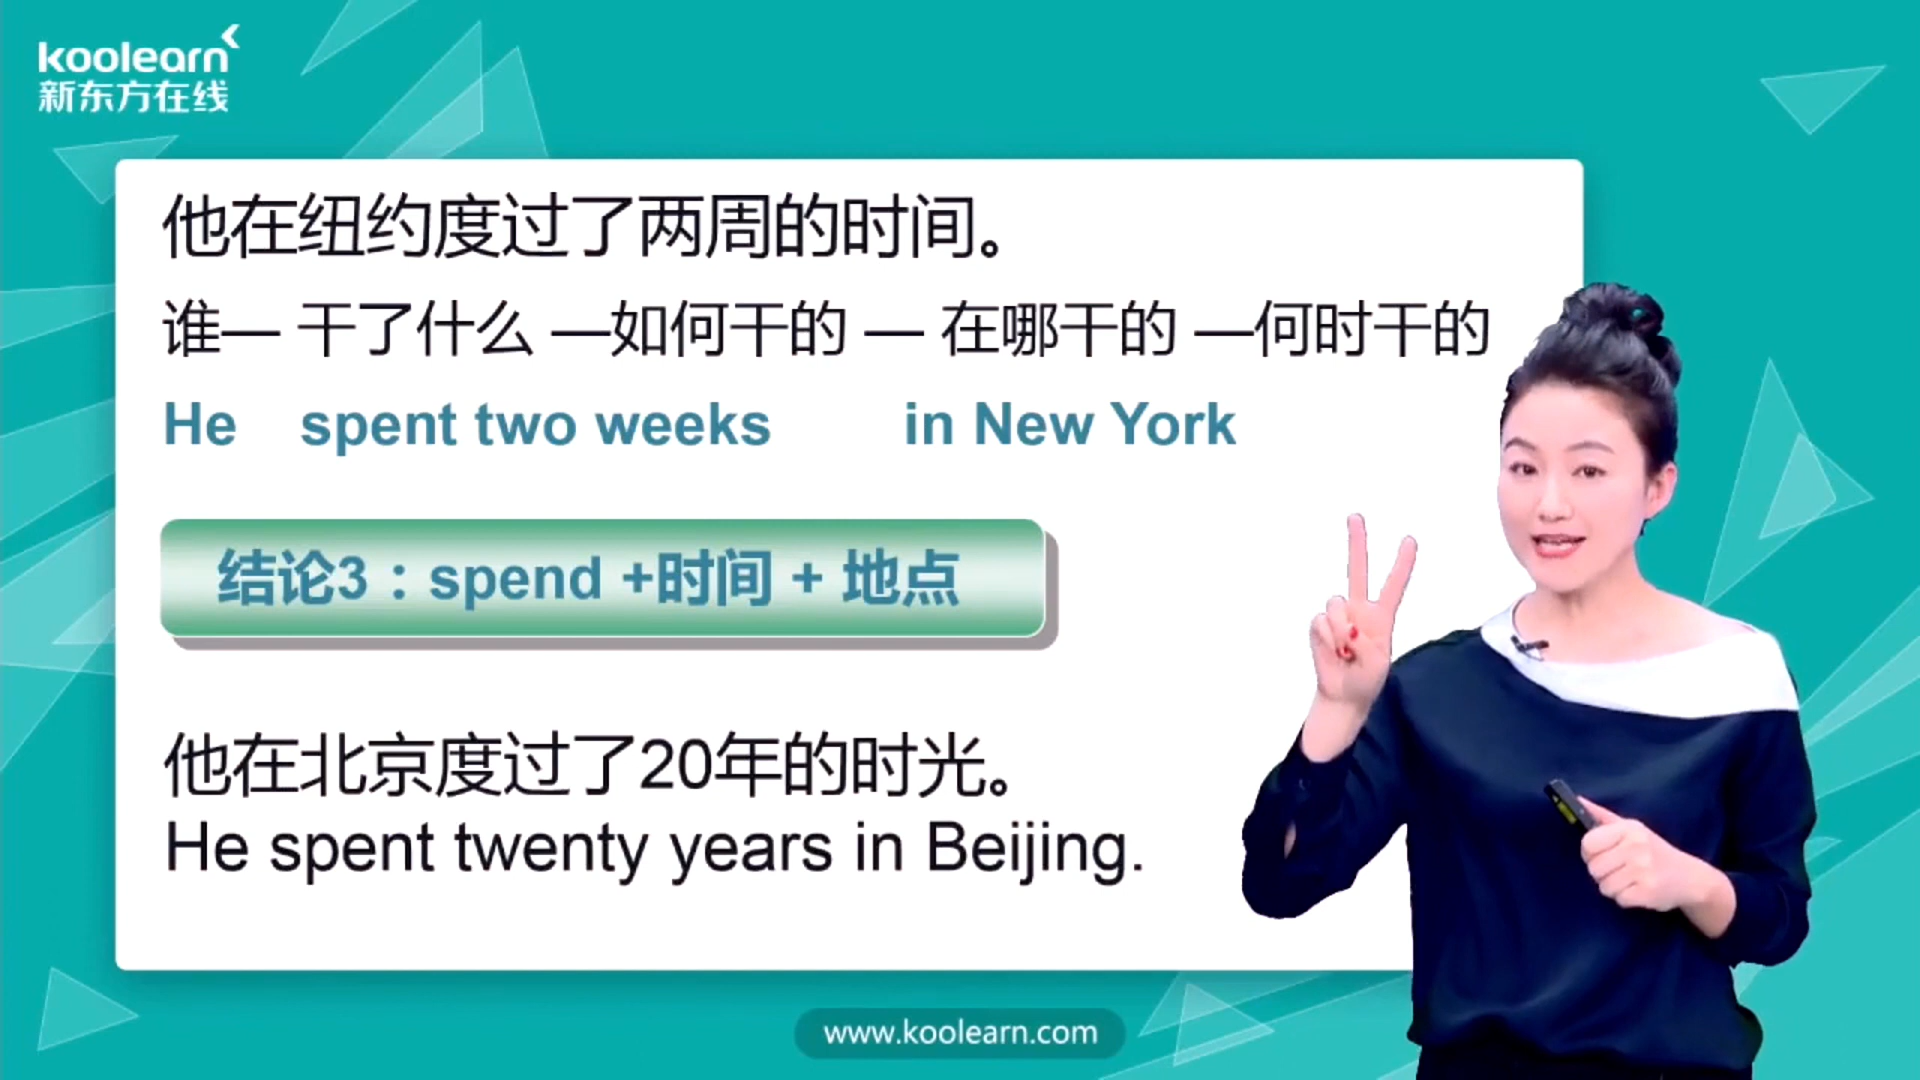 koolearn
新东方在线
他在纽约度过了两周的时间。
谁— 干了什么 —如何干的 — 在哪干的 —何时干的
He spent two weeks in New York
结论3：spend +时间 + 地点
他在北京度过了20年的时光。
He spent twenty years in Beijing.
www.koolearn.com